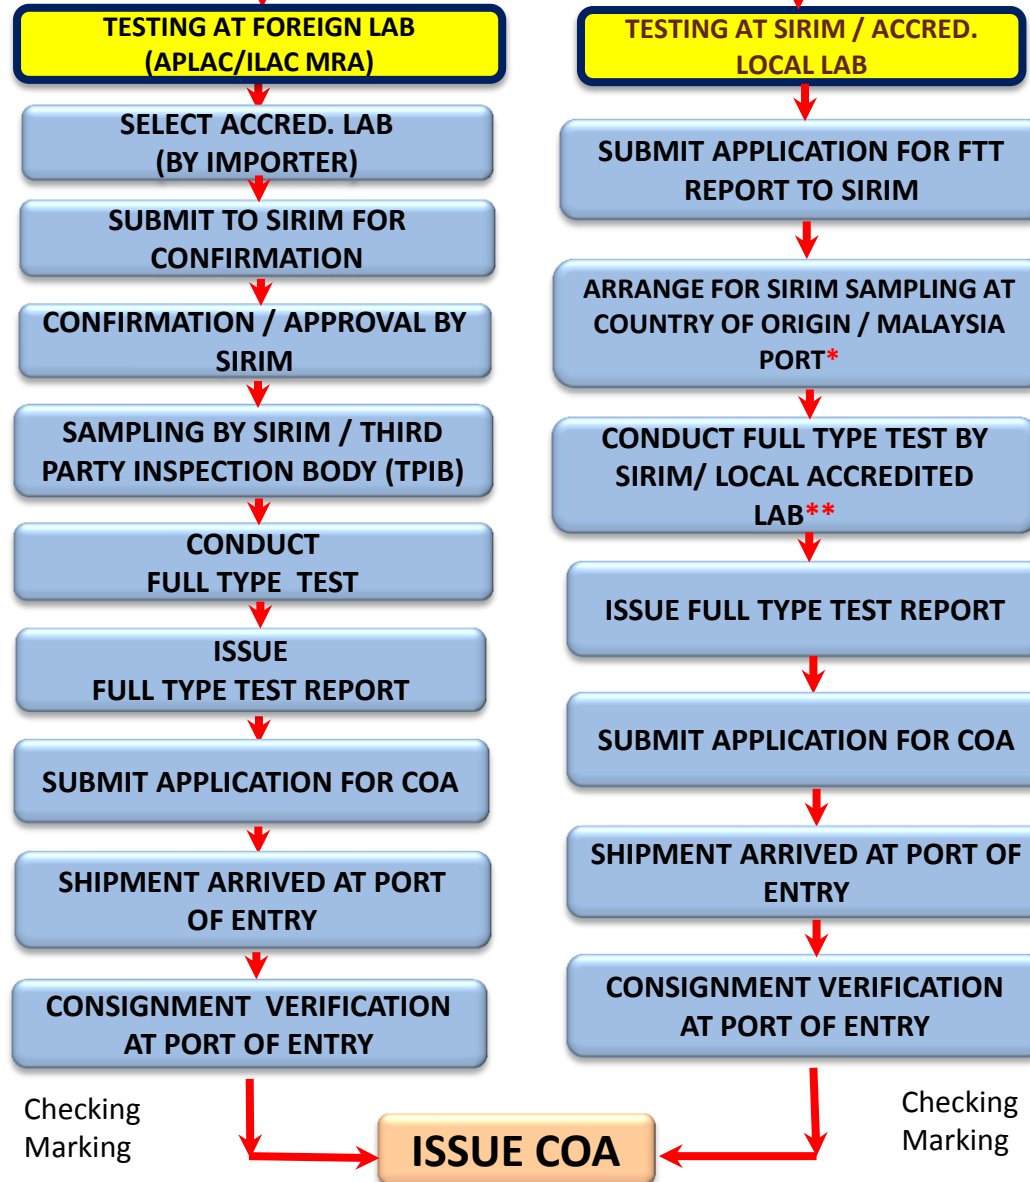 TESTING AT FOREIGN LAB
(APLAC/ILAC MRA)
SELECT ACCRED. LAB
(BY IMPORTER)
SUBMIT TO SIRIM FOR
CONFIRMATION
CONFIRMATION / APPROVAL BY
SIRIM
SAMPLING BY SIRIM / THIRD
PARTY INSPECTION BODY (TPIB)
CONDUCT
FULL TYPE TEST
ISSUE
FULL TYPE TEST REPORT
SUBMIT APPLICATION FOR COA
SHIPMENT ARRIVED AT PORT
OF ENTRY
CONSIGNMENT VERIFICATION
AT PORT OF ENTRY
Checking
Marking
TESTING AT SIRIM / ACCRED.
LOCAL LAB
SUBMIT APPLICATION FOR FTT
REPORT TO SIRIM
ARRANGE FOR SIRIM SAMPLING AT
COUNTRY OF ORIGIN / MALAYSIA
PORT*
CONDUCT FULL TYPE TEST BY
SIRIM/ LOCAL ACCREDITED
LAB**
ISSUE FULL TYPE TEST REPORT
SUBMIT APPLICATION FOR COA
SHIPMENT ARRIVED AT PORT OF
ENTRY
CONSIGNMENT VERIFICATION
AT PORT OF ENTRY
Checking
Marking
ISSUE COA